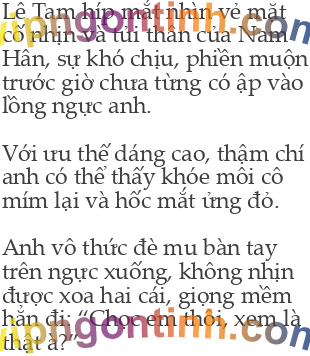 Lê Tam híp mắt nhìn vẻ mặt
cố nhịn và tủi thân của Nam
Hân, sự khó chịu, phiền muộn
trước giờ chưa từng có ập vào
lồng ngực anh.
Với ưu thế dáng cao, thậm chí
anh có thể thấy khóe môi cô
mím lại và hốc mắt ửng đỏ.
Anh vô thức đè mu bàn tay
trên ngực xuống, không nhịn
được xoa hai cái, giọng mềm
hẳn đi: “Chọc em thôi, xem là
thật à?”